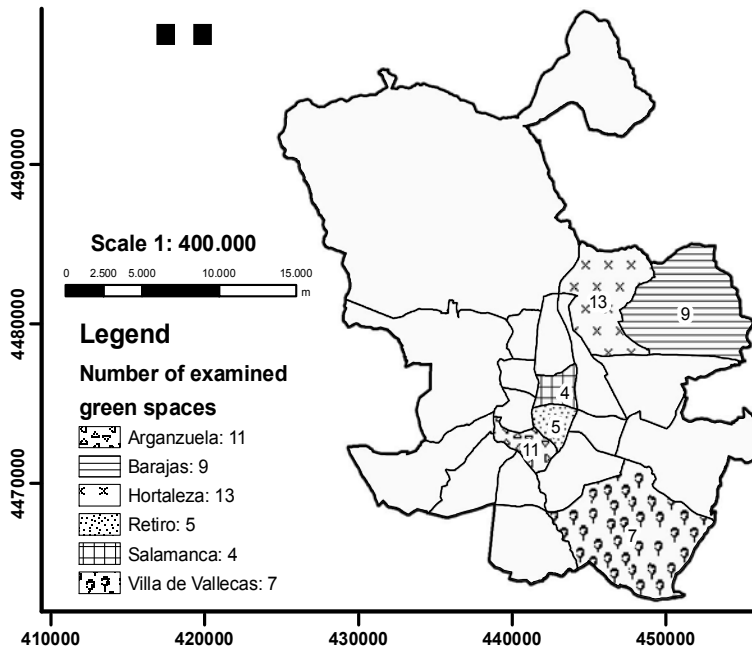 4490000
4480000
4470000
Scale 1: 400.000
0 2.500 5.000 10.000 15.000
m
Legend
Number of examined
green spaces
Arganzuela: 11
Barajas: 9
Hortaleza: 13
Retiro: 5
Salamanca: 4
Villa de Vallecas: 7
13
9
4
5
11
7
410000 420000 430000 440000 450000